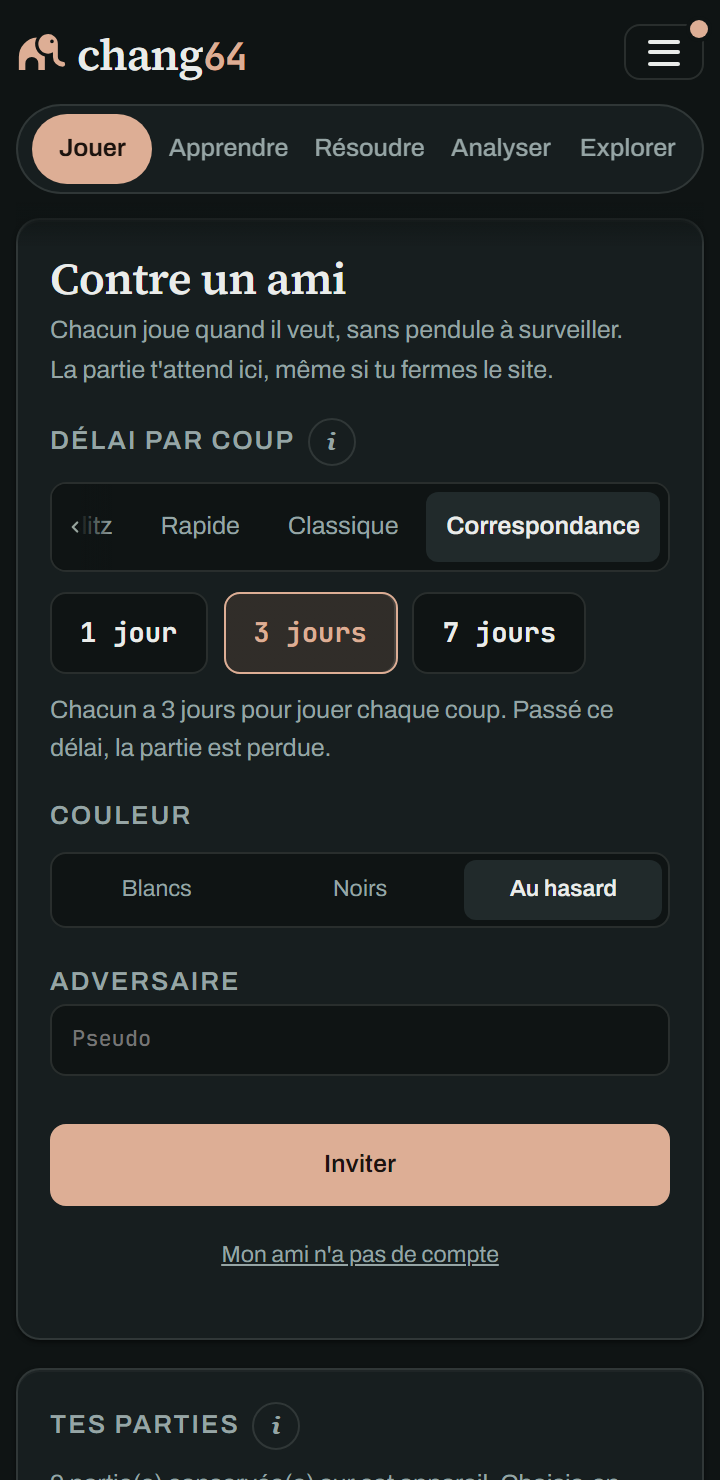 chang64
Jouer Apprendre Résoudre Analyser Explorer
Contre un ami
Chacun joue quand il veut, sans pendule à surveiller.
La partie t'attend ici, même si tu fermes le site.
DÉLAI PAR COUP i
‹ litz Rapide Classique Correspondance
1 jour 3 jours 7 jours
Chacun a 3 jours pour jouer chaque coup. Passé ce
délai, la partie est perdue.
COULEUR
Blancs Noirs Au hasard
ADVERSAIRE
Pseudo
Inviter
Mon ami n'a pas de compte
TES PARTIES i